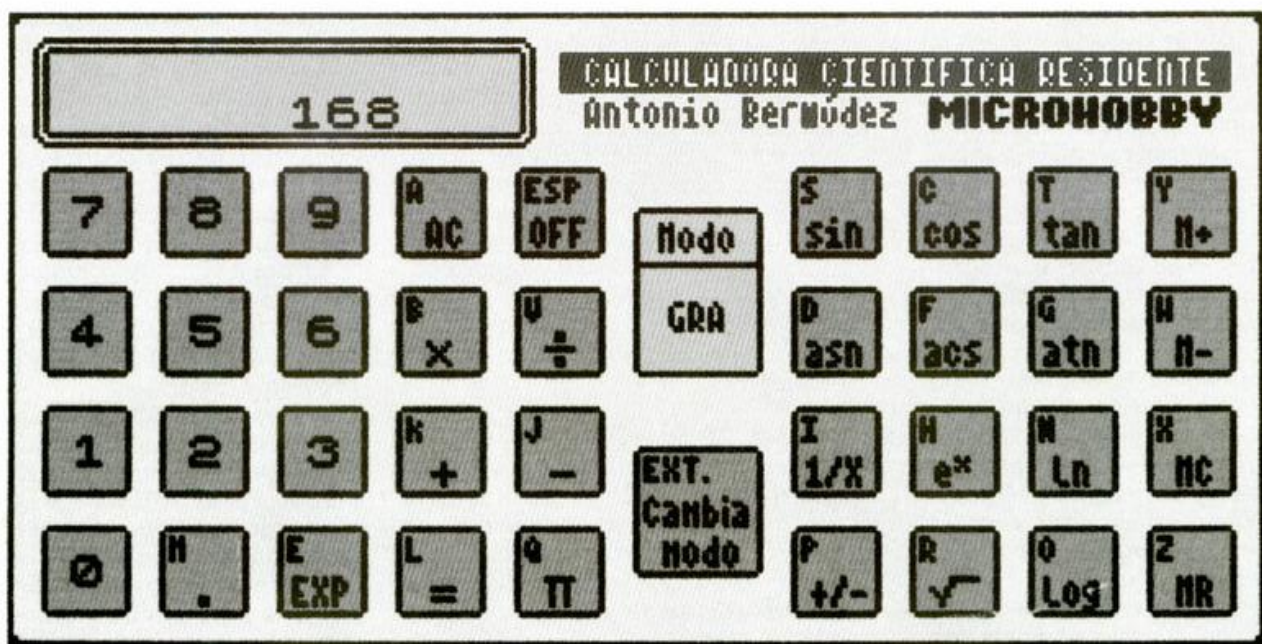 168
CALCULADORA CIENTIFICA RESIDENTE
Antonio Bermúdez MICROHOBBY
7
8
9
A
AC
ESP
OFF
Modo
GRA
S
sin
C
cos
T
tan
Y
M+
4
5
6
B
×
V
÷
D
asn
F
acs
G
atn
W
M-
1
2
3
K
+
J
-
EXT.
Cambia
Modo
I
1/X
H
eˣ
N
Ln
X
MC
0
M
.
E
EXP
L
=
Q
π
P
+/-
R
√
O
Log
Z
MR